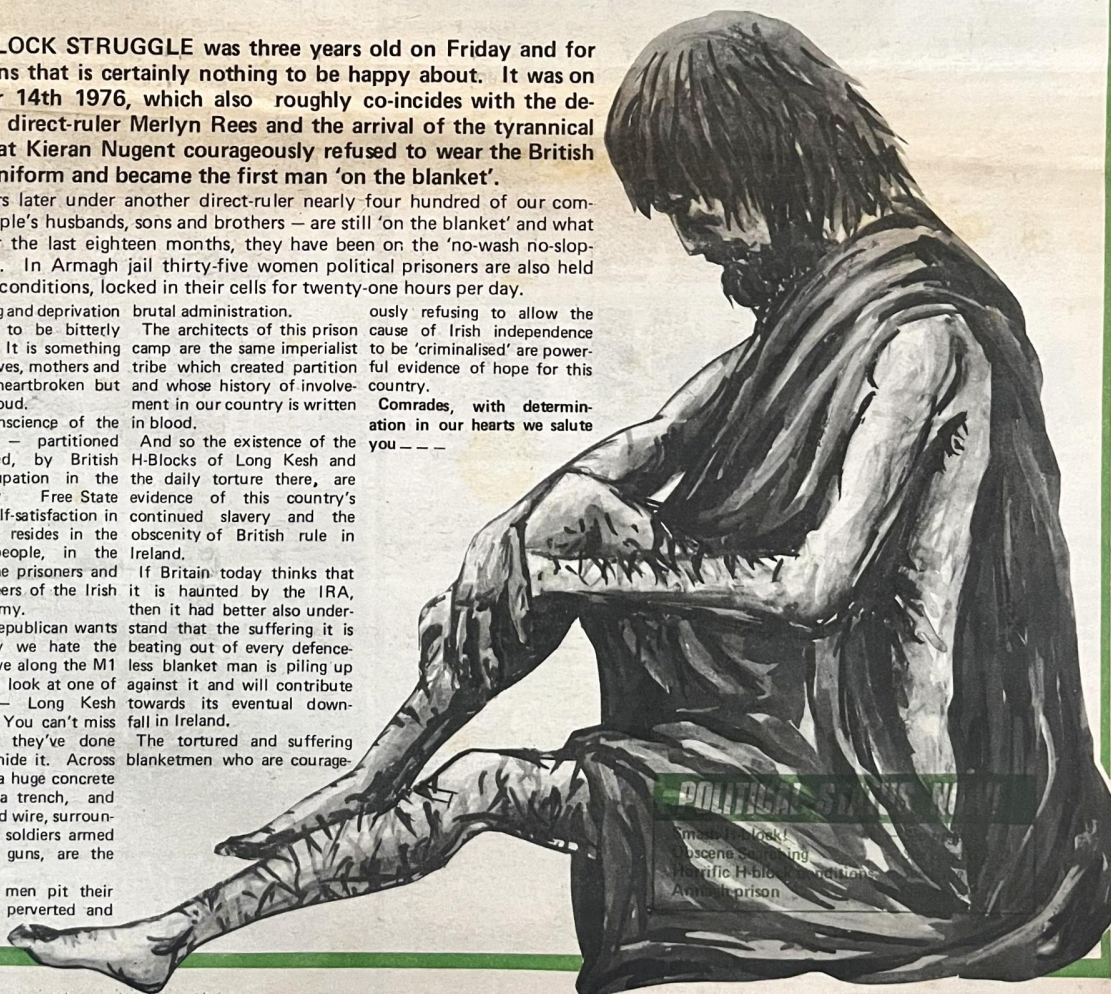 LOCK STRUGGLE was three years old on Friday and for
ns that is certainly nothing to be happy about. It was on
r 14th 1976, which also roughly co-incides with the de-
direct-ruler Merlyn Rees and the arrival of the tyrannical
at Kieran Nugent courageously refused to wear the British
niform and became the first man 'on the blanket'.
rs later under another direct-ruler nearly four hundred of our com-
ple's husbands, sons and brothers — are still 'on the blanket' and what
r the last eighteen months, they have been on the 'no-wash no-slop-
. In Armagh jail thirty-five women political prisoners are also held
conditions, locked in their cells for twenty-one hours per day.
g and deprivation
to be bitterly
It is something
ves, mothers and
heartbroken but
oud.
nscience of the
— partitioned
ed, by British
upation in the
Free State
lf-satisfaction in
resides in the
people, in the
e prisoners and
eers of the Irish
my.
epublican wants
y we hate the
ve along the M1
look at one of
— Long Kesh
You can't miss
they've done
hide it. Across
a huge concrete
a trench, and
d wire, surroun-
soldiers armed
guns, are the
men pit their
perverted and
brutal administration.
The architects of this prison
camp are the same imperialist
tribe which created partition
and whose history of involve-
ment in our country is written
in blood.
And so the existence of the
H-Blocks of Long Kesh and
the daily torture there, are
evidence of this country's
continued slavery and the
obscenity of British rule in
Ireland.
If Britain today thinks that
it is haunted by the IRA,
then it had better also under-
stand that the suffering it is
beating out of every defence-
less blanket man is piling up
against it and will contribute
towards its eventual down-
fall in Ireland.
The tortured and suffering
blanketmen who are courage-
ously refusing to allow the
cause of Irish independence
to be 'criminalised' are power-
ful evidence of hope for this
country.
Comrades, with determin-
ation in our hearts we salute
you — — —
POLITICAL STATUS NOW
Smash H-block!
Obscene
Horrific H-block conditions
Armagh prison